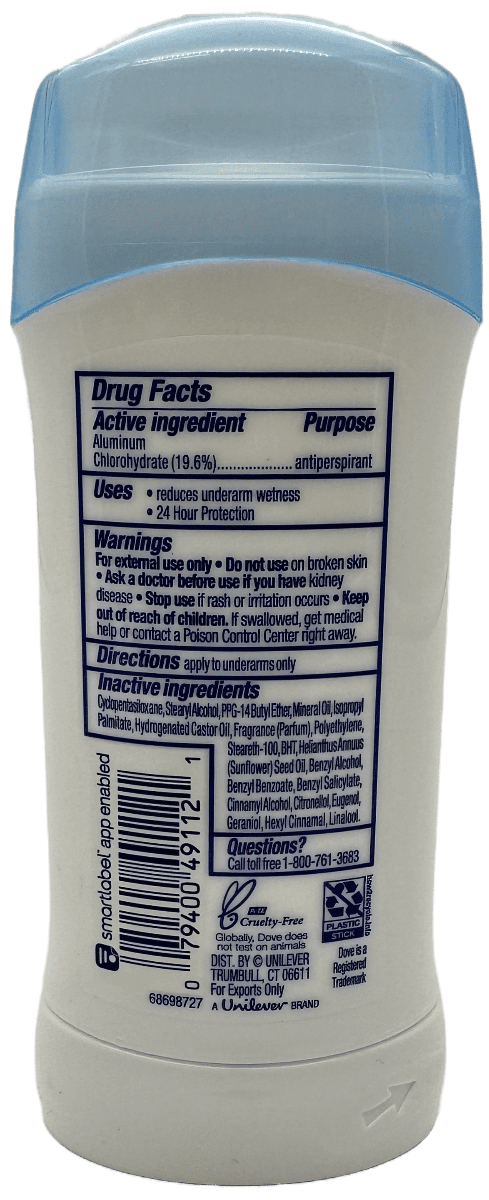 Drug Facts
Active ingredient Purpose
Aluminum
Chlorohydrate (19.6%).................... antiperspirant
Uses • reduces underarm wetness
• 24 Hour Protection
Warnings
For external use only • Do not use on broken skin
• Ask a doctor before use if you have kidney
disease • Stop use if rash or irritation occurs • Keep
out of reach of children. If swallowed, get medical
help or contact a Poison Control Center right away.
Directions apply to underarms only
Inactive ingredients
Cyclopentasiloxane, Stearyl Alcohol, PPG-14 Butyl Ether, Mineral Oil, Isopropyl
Palmitate, Hydrogenated Castor Oil, Fragrance (Parfum), Polyethylene,
Steareth-100, BHT, Helianthus Annuus
(Sunflower) Seed Oil, Benzyl Alcohol,
Benzyl Benzoate, Benzyl Salicylate,
Cinnamyl Alcohol, Citronellol, Eugenol,
Geraniol, Hexyl Cinnamal, Linalool.
Questions?
Call toll free 1-800-761-3683
smartlabel™ app enabled
0 79400 49112 1
68698727
PETA
Cruelty-Free
Globally, Dove does
not test on animals
DIST. BY © UNILEVER
TRUMBULL, CT 06611
For Exports Only
A Unilever BRAND
PLASTIC
STICK
how2recycle.info
Dove is a
Registered
Trademark